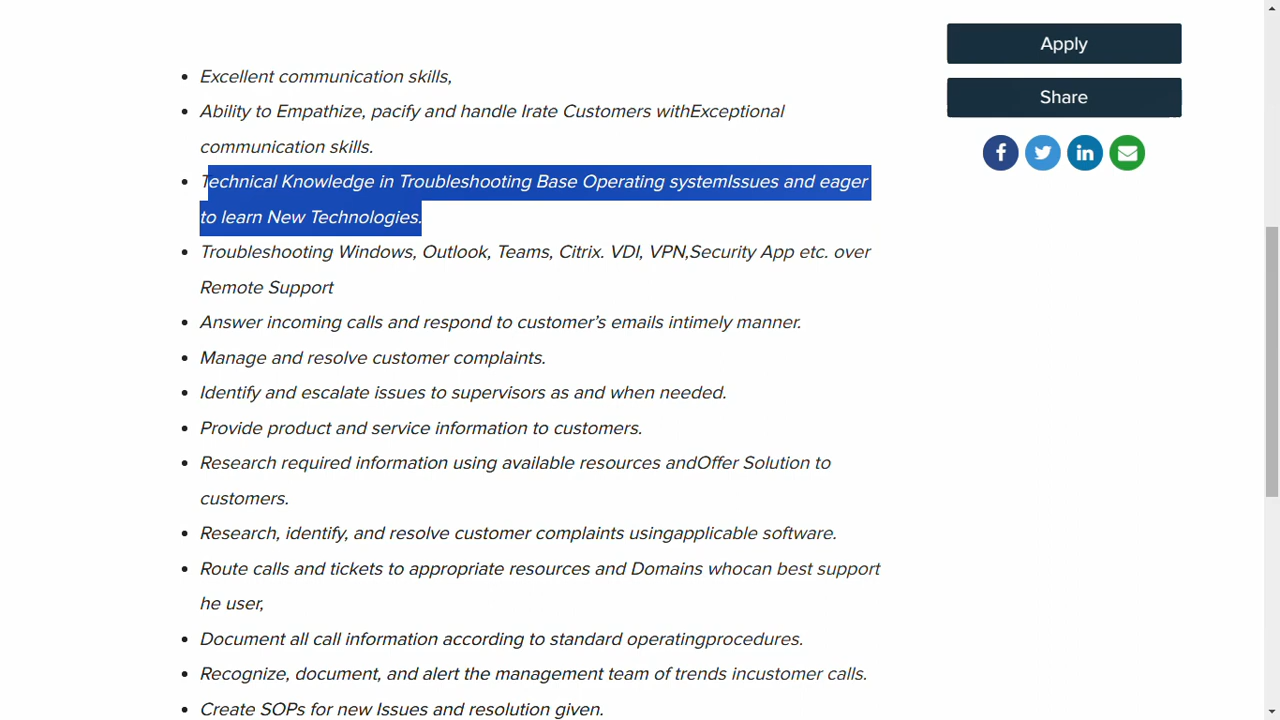 Excellent communication skills,
Ability to Empathize, pacify and handle Irate Customers withExceptional
communication skills.
Technical Knowledge in Troubleshooting Base Operating systemIssues and eager
to learn New Technologies.
Troubleshooting Windows, Outlook, Teams, Citrix. VDI, VPN,Security App etc. over
Remote Support
Answer incoming calls and respond to customer’s emails intimely manner.
Manage and resolve customer complaints.
Identify and escalate issues to supervisors as and when needed.
Provide product and service information to customers.
Research required information using available resources andOffer Solution to
customers.
Research, identify, and resolve customer complaints usingapplicable software.
Route calls and tickets to appropriate resources and Domains whocan best support
he user,
Document all call information according to standard operatingprocedures.
Recognize, document, and alert the management team of trends incustomer calls.
Create SOPs for new Issues and resolution given.
Apply
Share